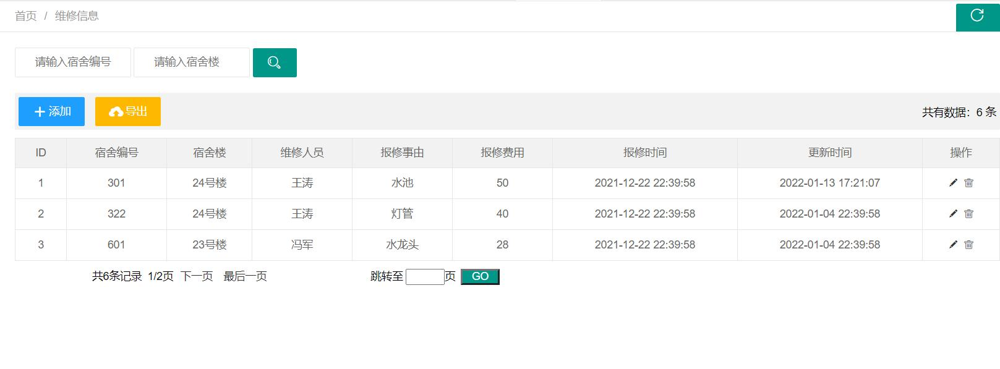 首页 / 维修信息
请输入宿舍编号 请输入宿舍楼
添加 导出 共有数据：6 条
ID 宿舍编号 宿舍楼 维修人员 报修事由 报修费用 报修时间 更新时间 操作
1 301 24号楼 王涛 水池 50 2021-12-22 22:39:58 2022-01-13 17:21:07
2 322 24号楼 王涛 灯管 40 2021-12-22 22:39:58 2022-01-04 22:39:58
3 601 23号楼 冯军 水龙头 28 2021-12-22 22:39:58 2022-01-04 22:39:58
共6条记录 1/2页 下一页 最后一页 跳转至 页 GO